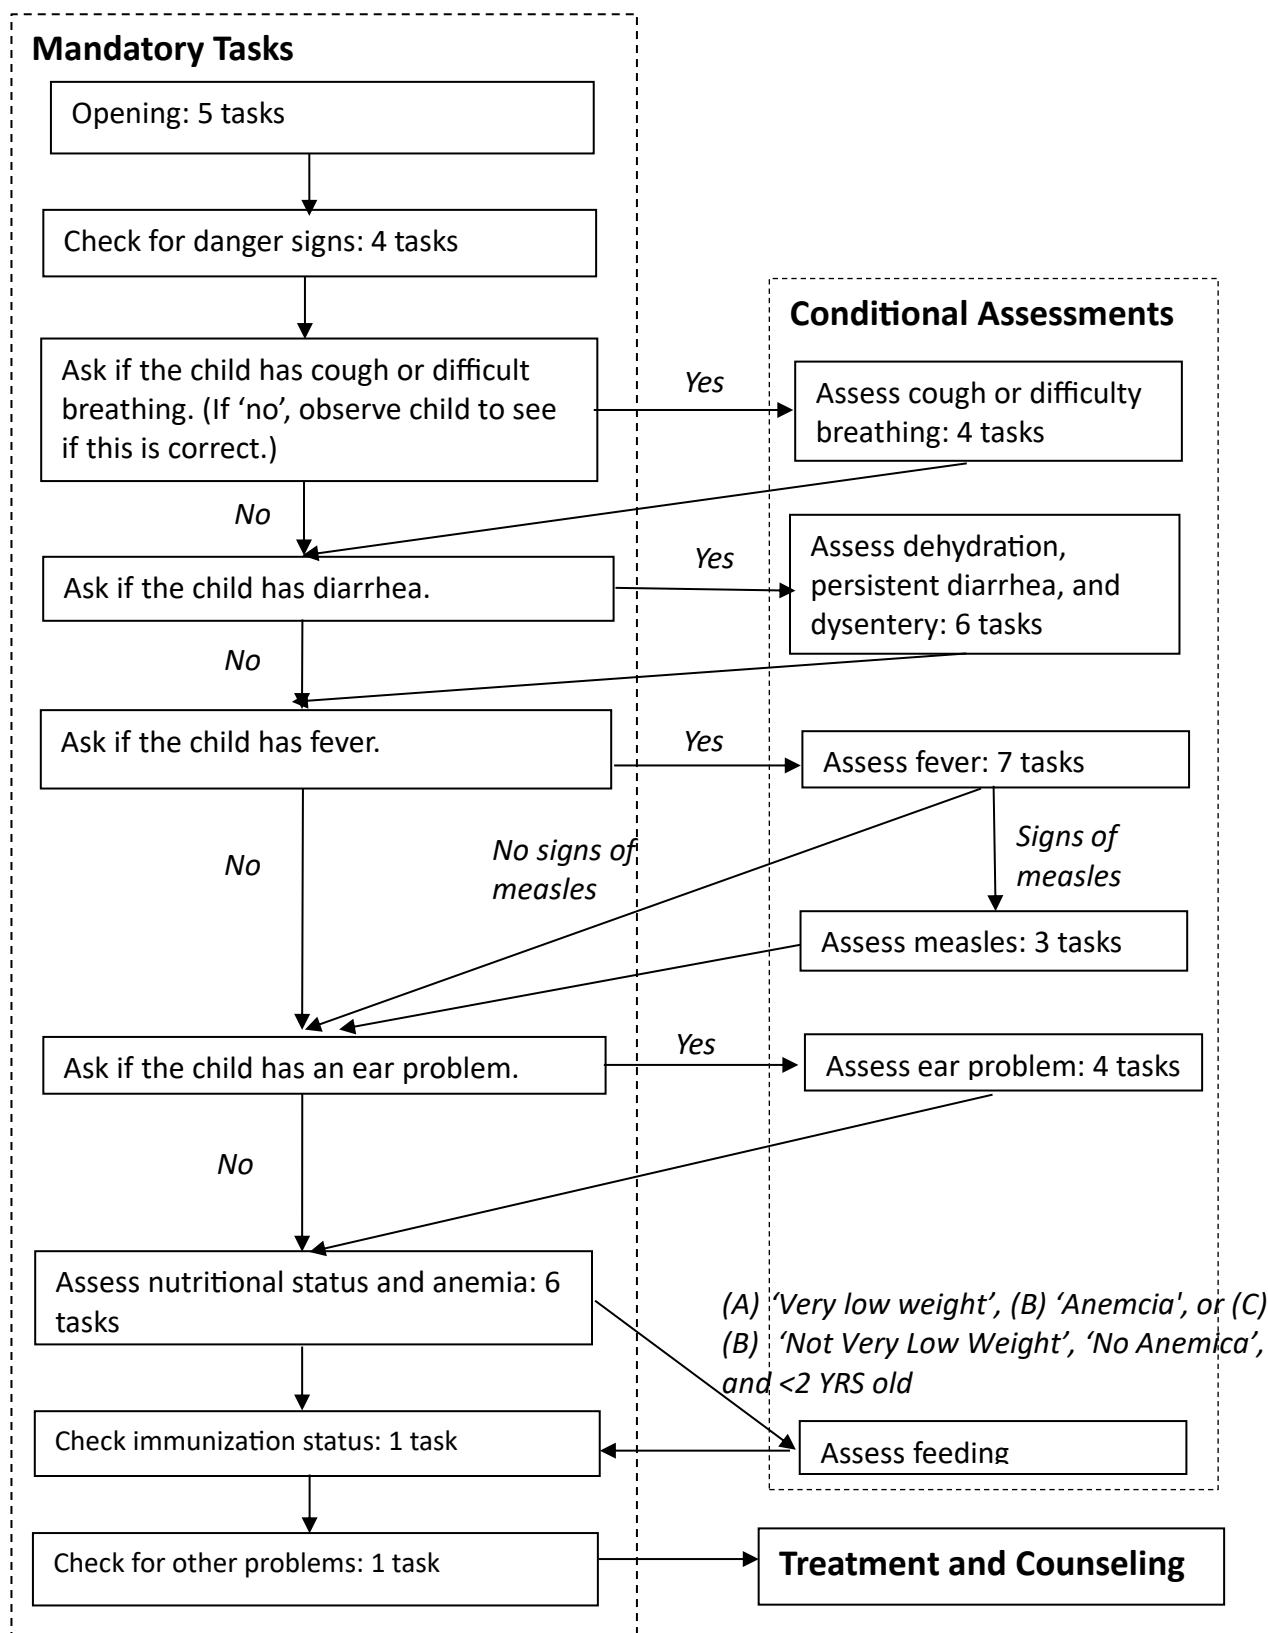 Mandatory Tasks
Opening: 5 tasks
Check for danger signs: 4 tasks
Conditional Assessments
Ask if the child has cough or difficult
breathing. (If ‘no’, observe child to see
if this is correct.)
Yes
Assess cough or difficulty
breathing: 4 tasks
No
Ask if the child has diarrhea.
Yes
Assess dehydration,
persistent diarrhea, and
dysentery: 6 tasks
No
Ask if the child has fever.
Yes
Assess fever: 7 tasks
No
No signs of
measles
Signs of
measles
Assess measles: 3 tasks
Ask if the child has an ear problem.
Yes
Assess ear problem: 4 tasks
No
Assess nutritional status and anemia: 6
tasks
(A) ‘Very low weight’, (B) ‘Anemcia', or (C)
(B) ‘Not Very Low Weight’, ‘No Anemica’,
and <2 YRS old
Check immunization status: 1 task
Assess feeding
Check for other problems: 1 task
Treatment and Counseling